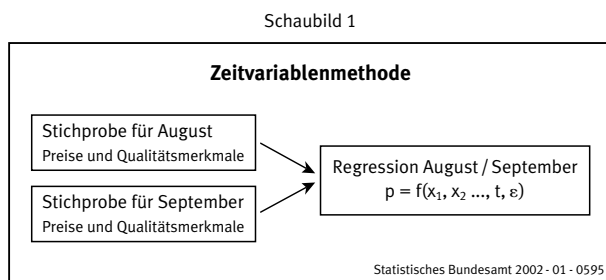 Schaubild 1
Zeitvariablenmethode
Stichprobe für August
Preise und Qualitätsmerkmale
Stichprobe für September
Preise und Qualitätsmerkmale
Regression August / September
p = f(x₁, x₂ ..., t, ε)
Statistisches Bundesamt 2002 - 01 - 0595